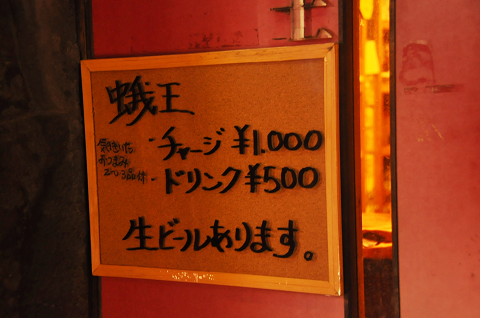 蛾王
・チャージ ¥1.000
・ドリンク ¥500
生ビールあります。